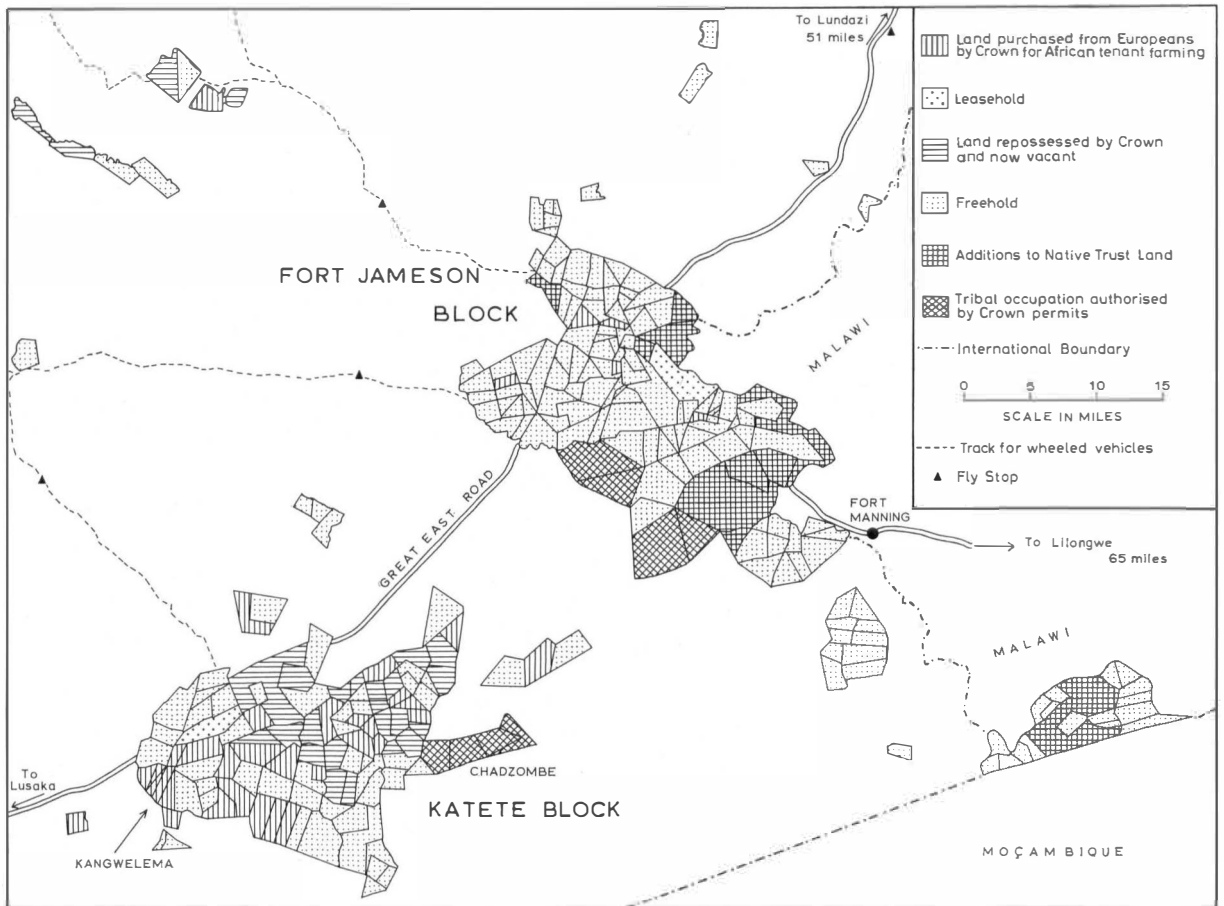 To Lundazi
51 miles
FORT JAMESON
BLOCK
MALAWI
GREAT EAST ROAD
FORT
MANNING
To Lilongwe
65 miles
MALAWI
To
Lusaka
CHADZOMBE
KATETE BLOCK
KANGWELEMA
MOÇAMBIQUE
Land purchased from Europeans
by Crown for African tenant farming
Leasehold
Land repossessed by Crown
and now vacant
Freehold
Additions to Native Trust Land
Tribal occupation authorised
by Crown permits
International Boundary
0 5 10 15
SCALE IN MILES
Track for wheeled vehicles
Fly Stop